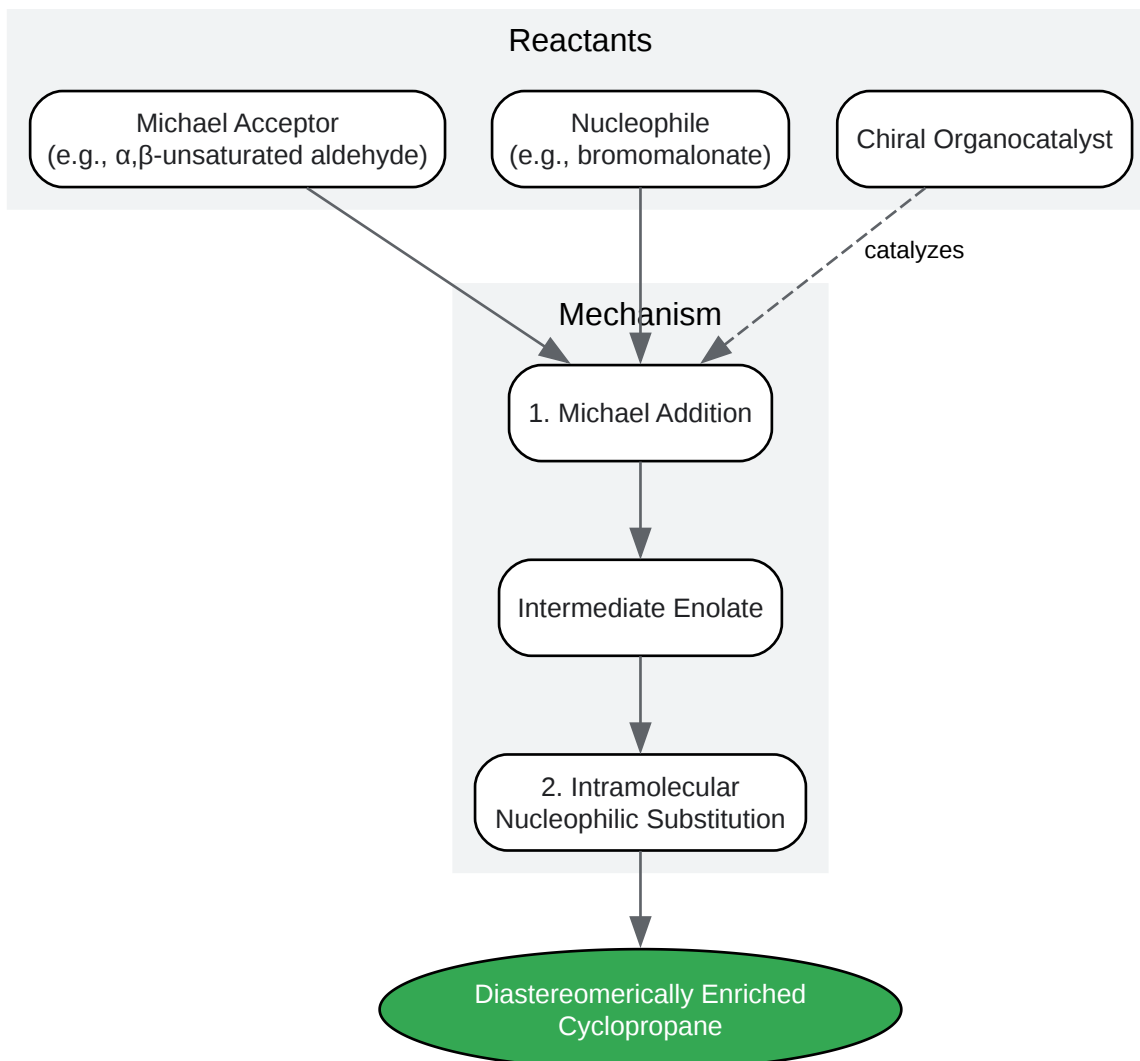 Reactants
Michael Acceptor
(e.g., α,β-unsaturated aldehyde)
Nucleophile
(e.g., bromomalonate)
Chiral Organocatalyst
catalyzes
Mechanism
1. Michael Addition
Intermediate Enolate
2. Intramolecular
Nucleophilic Substitution
Diastereomerically Enriched
Cyclopropane